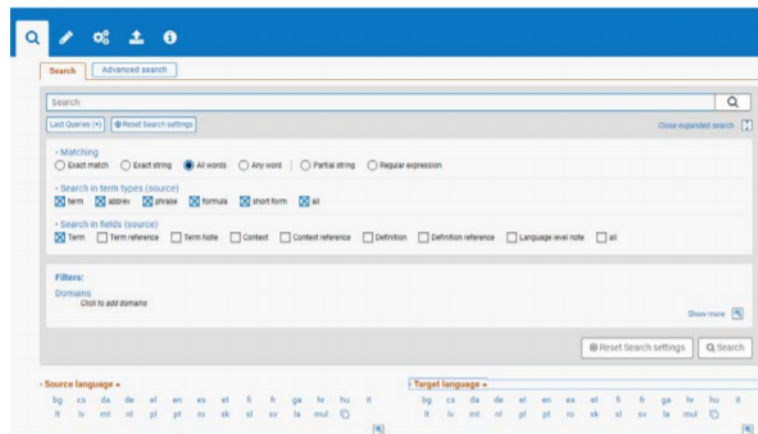 Search Advanced search
Search
Last Queries (+) Reset Search settings Close expanded search
Matching
Exact match Exact string All words Any word Partial string Regular expression
Search in term types (source)
term abbrev phrase formula short form all
Search in fields (source)
Term Term reference Term Note Context Context reference Definition Definition reference Language level note all
Filters:
Domains
Click to add domains
Show more
Reset Search settings Search
Source language Target language
bg cs da de el en es et fi fr ga hr hu it bg cs da de el en es et fi fr ga hr hu it
lt lv mt nl pl pt ro sk sl sv la mul lt lv mt nl pl pt ro sk sl sv la mul